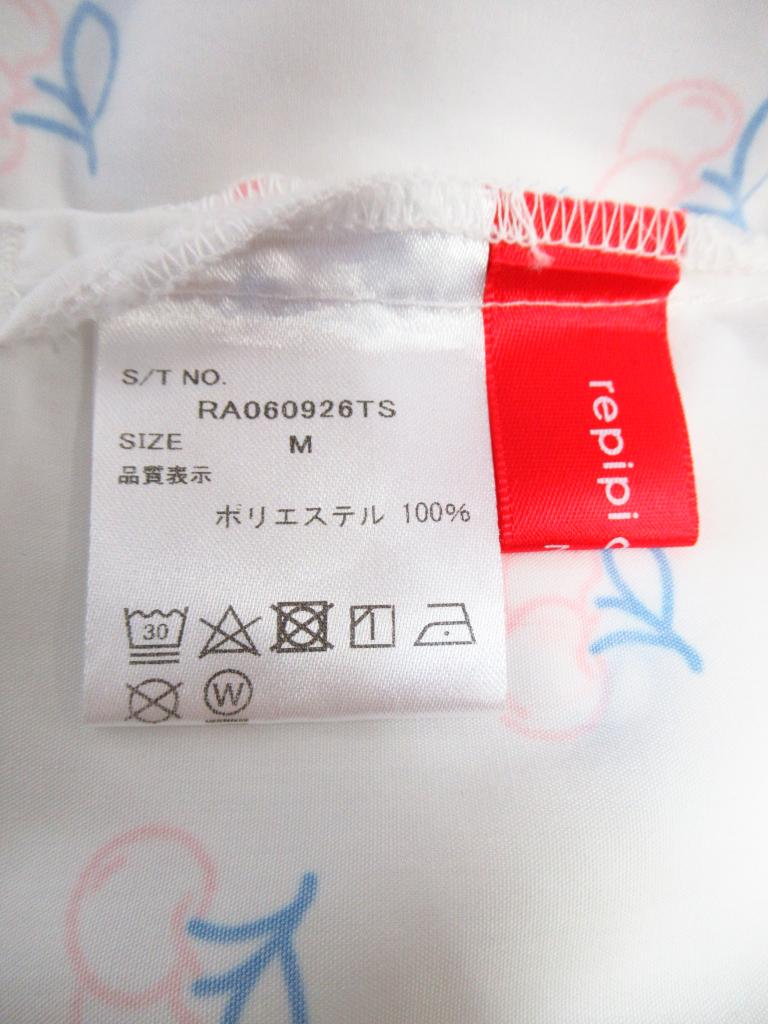 S/T NO.
RA060926TS
SIZE M
品質表示
ポリエステル 100%
30
W
repipi